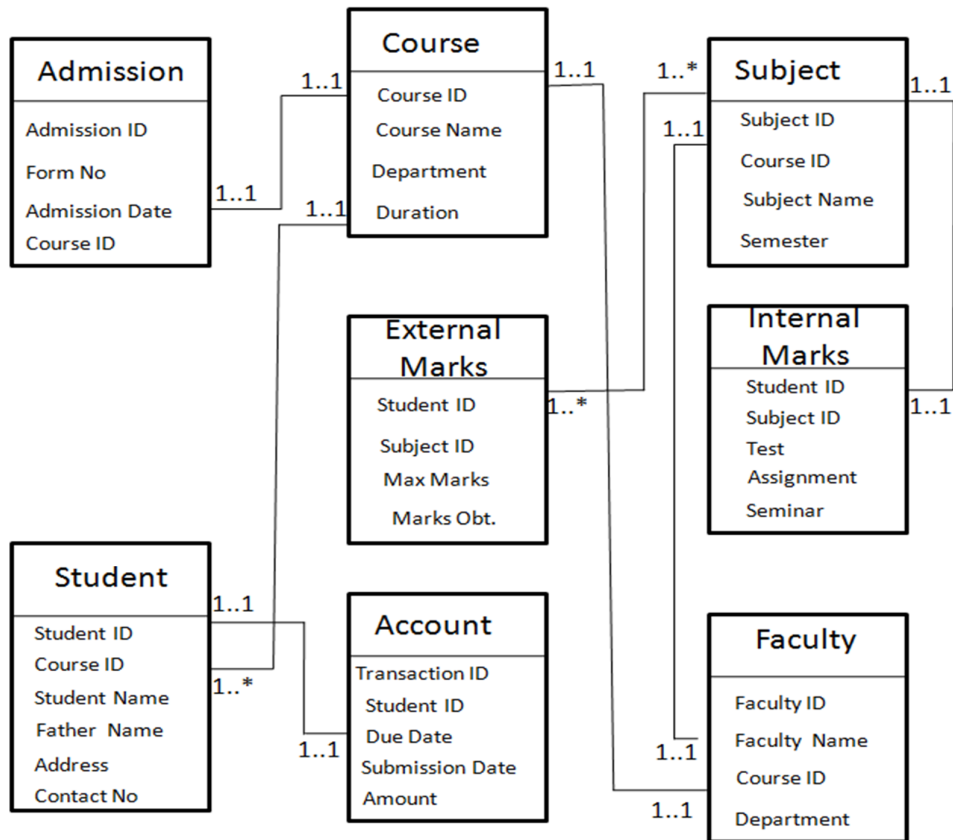 Admission
Admission ID
Form No
Admission Date
Course ID
1..1
1..1
1..1
Course
Course ID
Course Name
Department
Duration
1..1
1..*
1..1
Subject
Subject ID
Course ID
Subject Name
Semester
1..1
External
Marks
Student ID
Subject ID
Max Marks
Marks Obt.
1..*
Internal
Marks
Student ID
Subject ID
Test
Assignment
Seminar
1..1
Student
Student ID
Course ID
Student Name
Father Name
Address
Contact No
1..1
1..*
1..1
Account
Transaction ID
Student ID
Due Date
Submission Date
Amount
1..1
1..1
Faculty
Faculty ID
Faculty Name
Course ID
Department